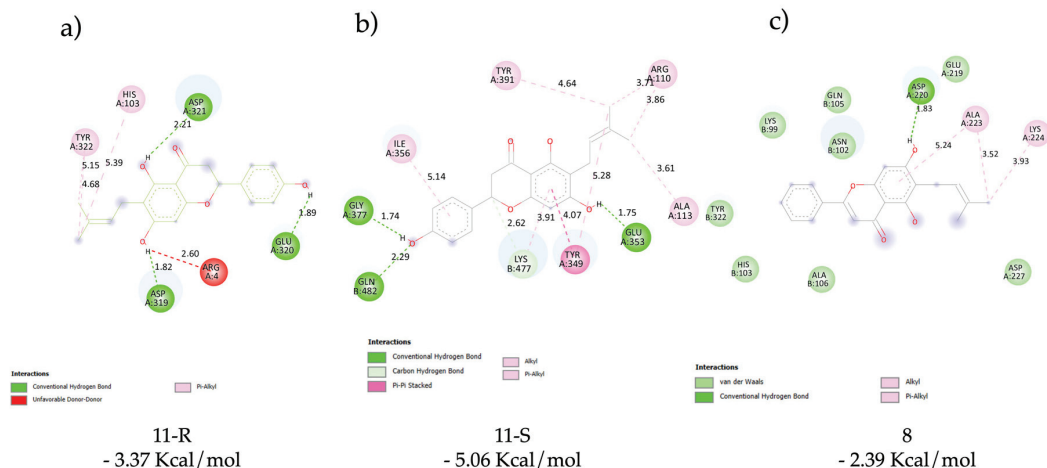 a)
HIS
A:103
ASP
A:321
2.21
TYR
A:322
5.15
5.39
4.68
H
O
O
O
O
O
H
1.89
GLU
A:320
H
1.82
2.60
ARG
A:4
ASP
A:319
Interactions
Conventional Hydrogen Bond
Unfavorable Donor-Donor
Pi-Alkyl
11-R
- 3.37 Kcal/mol
b)
TYR
A:391
ARG
A:110
4.64
3.71
3.86
ILE
A:356
5.14
O
O
5.28
3.61
GLY
A:377
1.74
H
O
O
O
H
1.75
ALA
A:113
2.62
3.91
4.07
GLU
A:353
2.29
LYS
B:477
TYR
A:349
GLN
B:482
Interactions
Conventional Hydrogen Bond
Carbon Hydrogen Bond
Pi-Pi Stacked
Alkyl
Pi-Alkyl
11-S
- 5.06 Kcal/mol
c)
GLU
A:219
ASP
A:220
GLN
B:105
1.83
LYS
B:99
ASN
B:102
ALA
A:223
LYS
A:224
H
O
5.24
3.52
3.93
O
O
O
TYR
B:322
HIS
B:103
ALA
B:106
ASP
A:227
Interactions
van der Waals
Conventional Hydrogen Bond
Alkyl
Pi-Alkyl
8
- 2.39 Kcal/mol